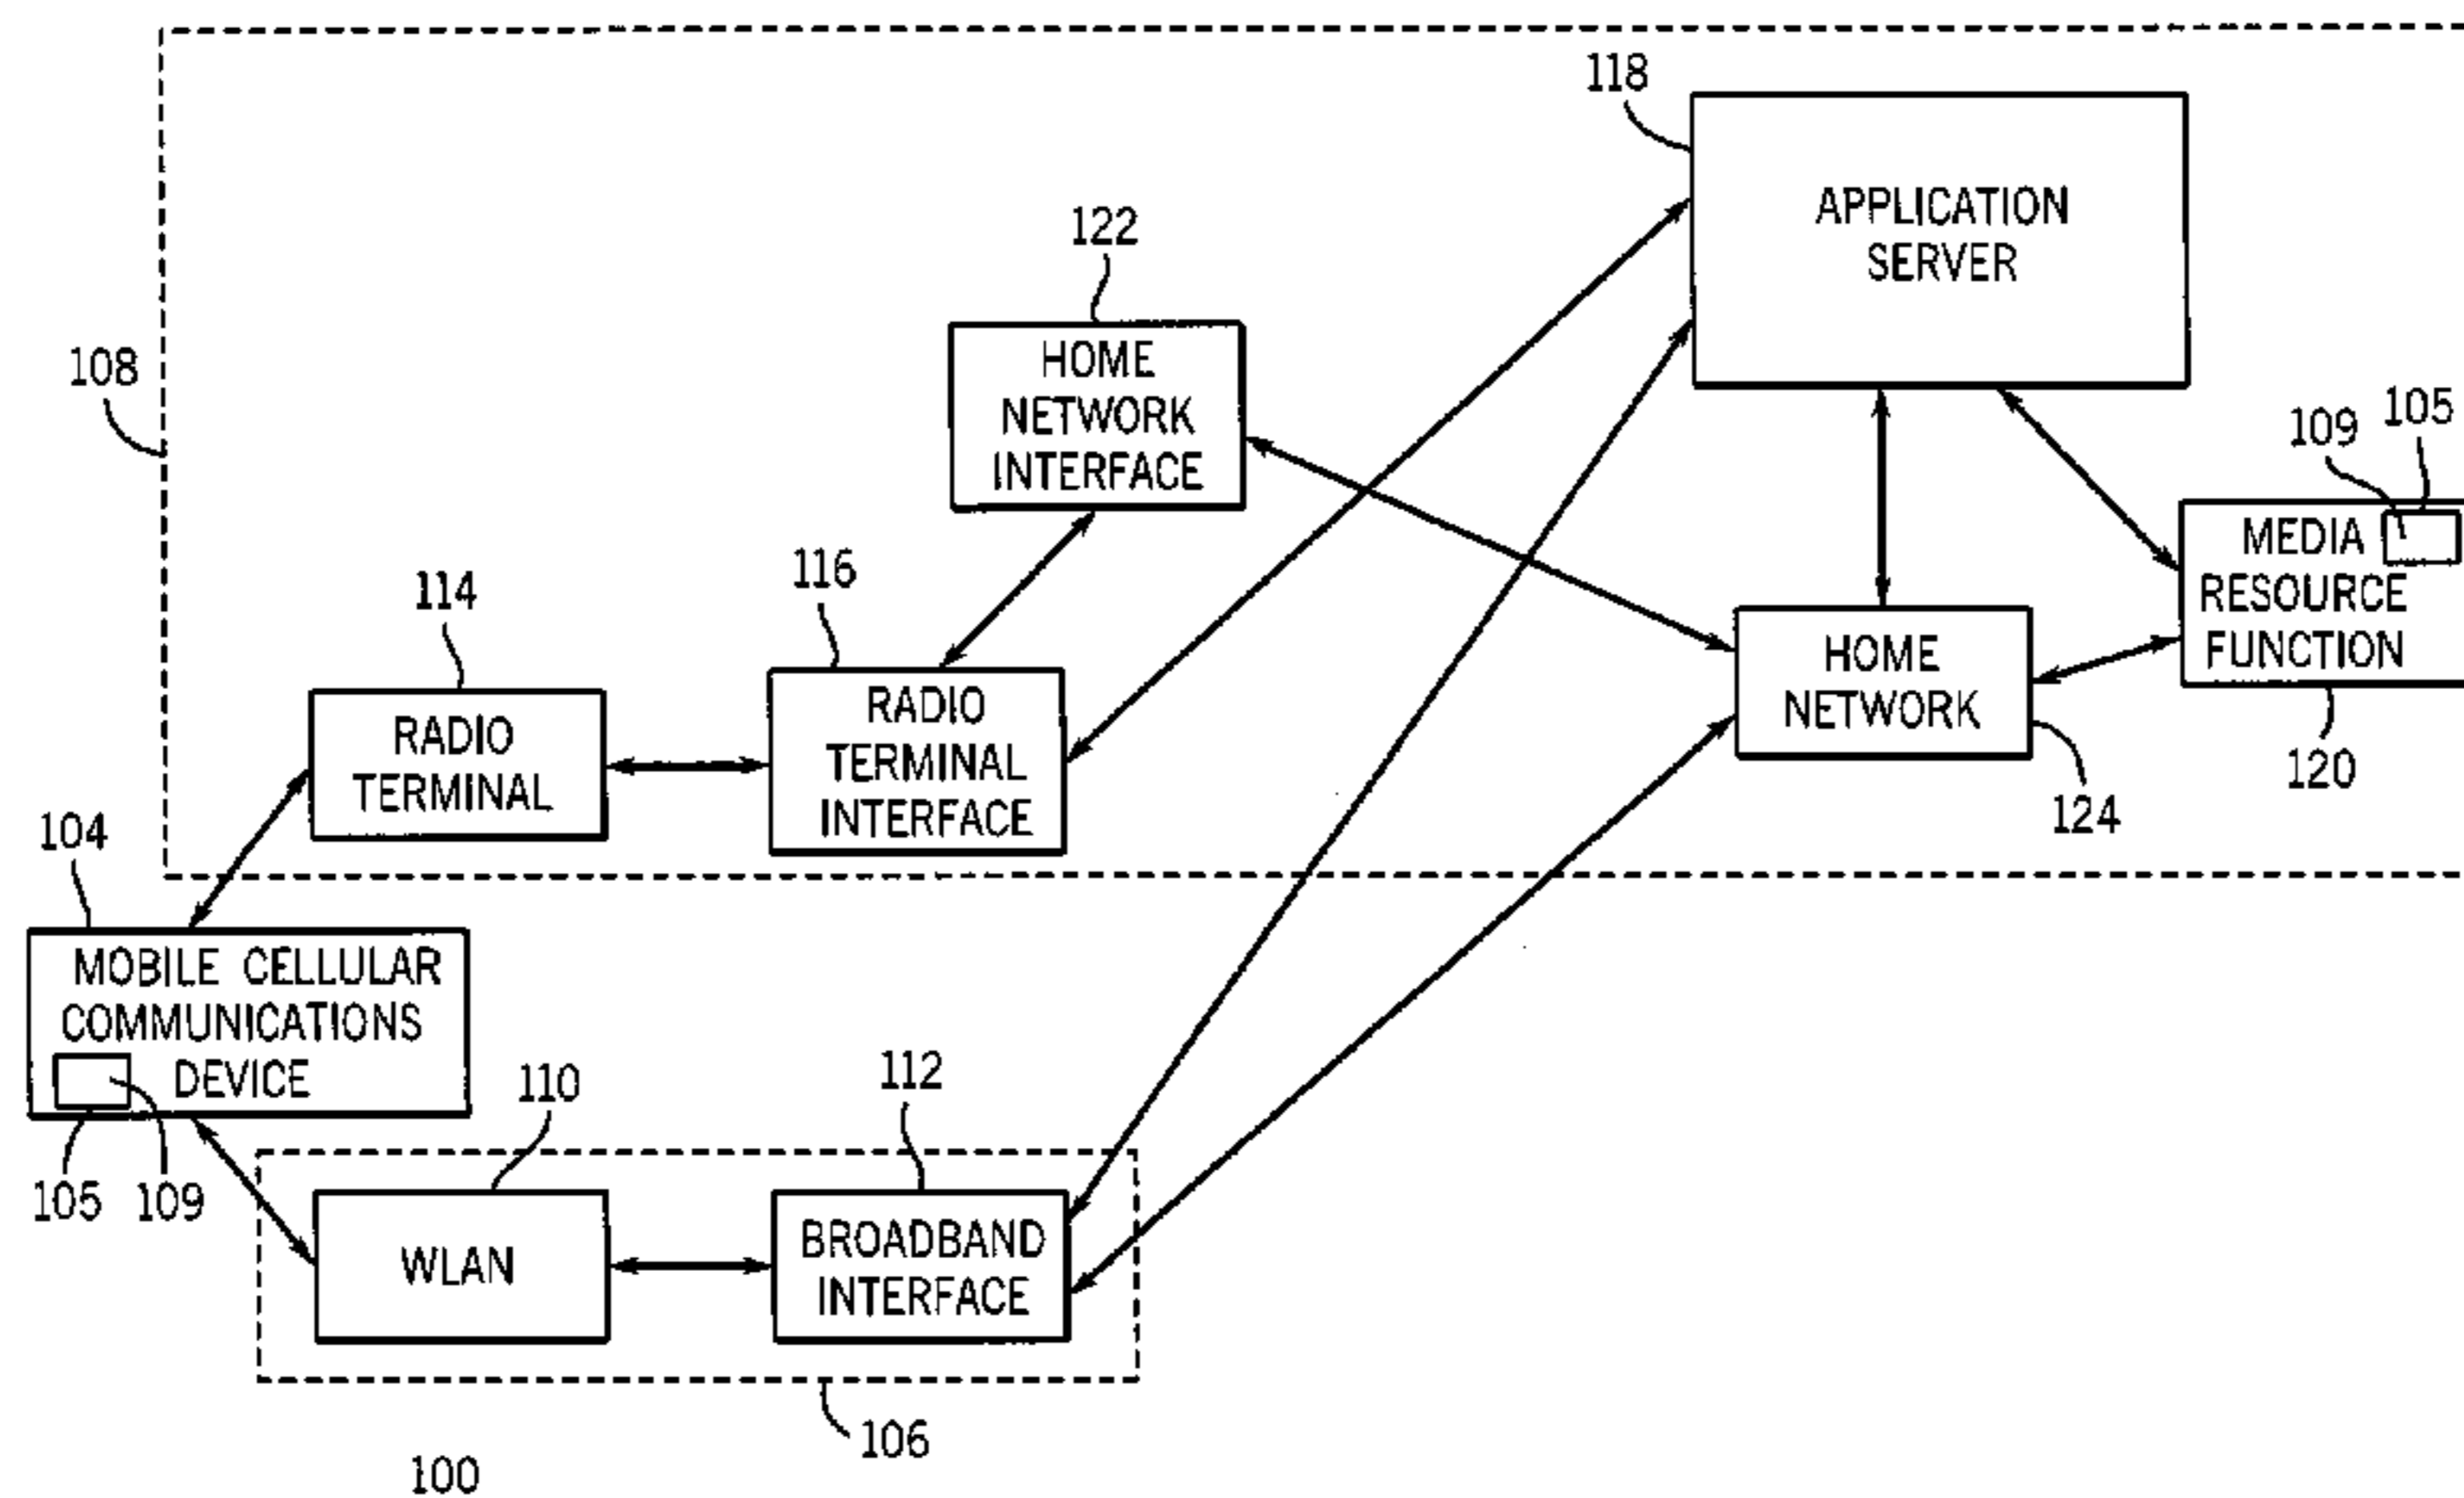 118
APPLICATION
SERVER
122
HOME
NETWORK
INTERFACE
108
109
105
MEDIA
RESOURCE
FUNCTION
120
116
114
RADIO
TERMINAL
INTERFACE
RADIO
TERMINAL
HOME
NETWORK
124
104
MOBILE CELLULAR
COMMUNICATIONS
DEVICE
105
109
110
112
WLAN
BROADBAND
INTERFACE
106
100